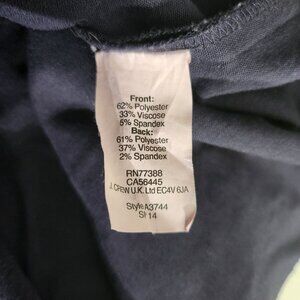 Front:
62% Polyester
33% Viscose
5% Spandex
Back:
61% Polyester
37% Viscose
2% Spandex
RN77388
CA56445
J. CREW U.K. Ltd EC4V 6JA
Style A3744
14